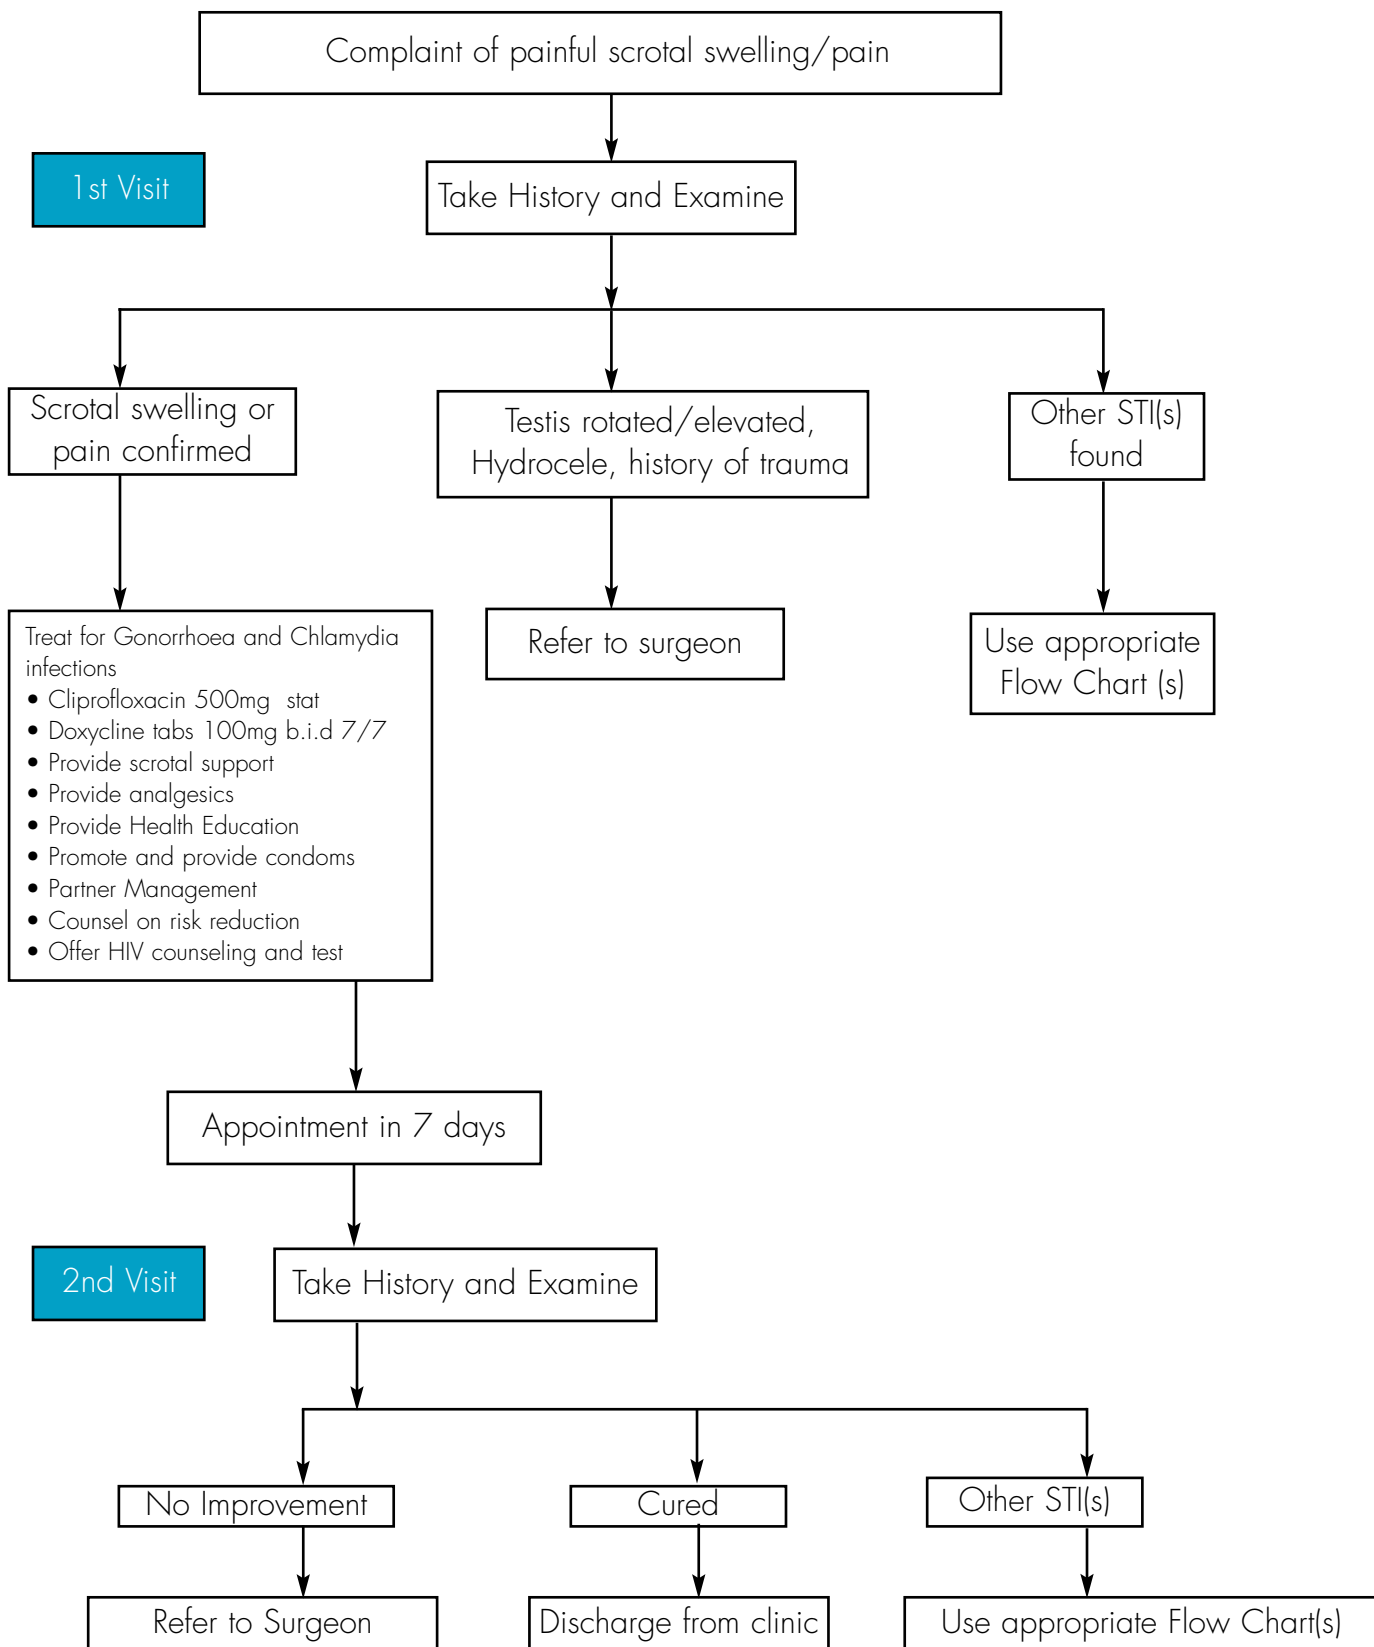 Complaint of painful scrotal swelling/pain
1st Visit
Take History and Examine
Scrotal swelling or
pain confirmed
Testis rotated/elevated,
Hydrocele, history of trauma
Other STI(s)
found
Treat for Gonorrhoea and Chlamydia
infections
• Cliprofloxacin 500mg stat
• Doxycline tabs 100mg b.i.d 7/7
• Provide scrotal support
• Provide analgesics
• Provide Health Education
• Promote and provide condoms
• Partner Management
• Counsel on risk reduction
• Offer HIV counseling and test
Refer to surgeon
Use appropriate
Flow Chart (s)
Appointment in 7 days
2nd Visit
Take History and Examine
No Improvement
Cured
Other STI(s)
Refer to Surgeon
Discharge from clinic
Use appropriate Flow Chart(s)